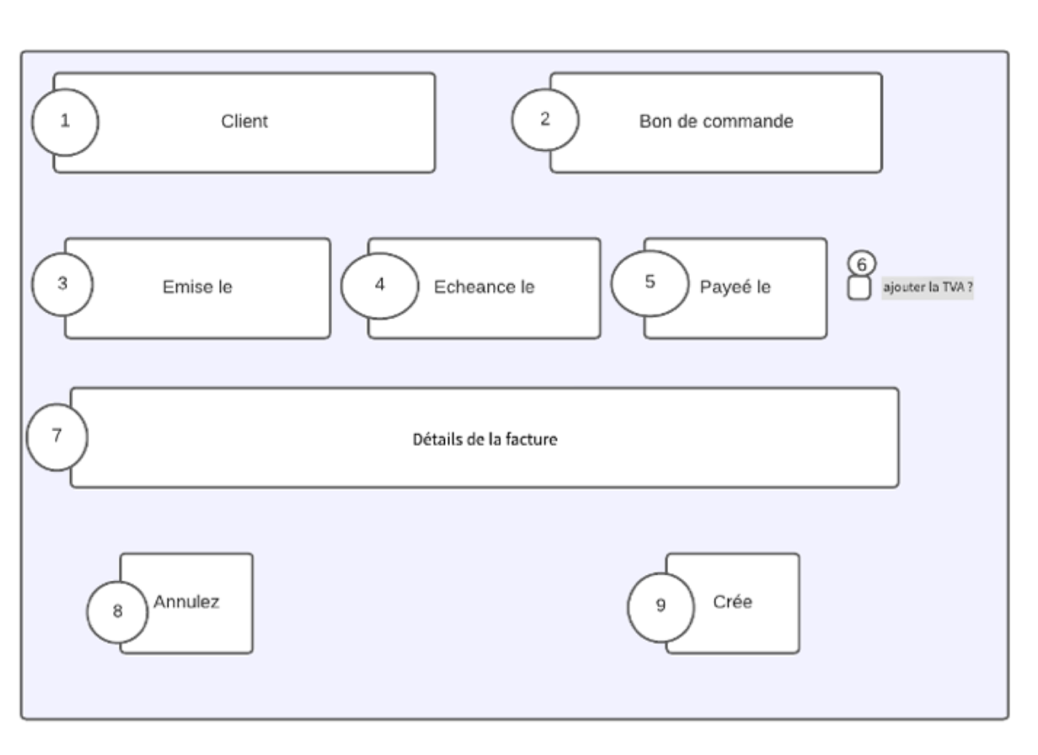 1 Client
2 Bon de commande
3 Emise le
4 Echeance le
5 Payeé le
6
ajouter la TVA ?
7 Détails de la facture
8 Annulez
9 Crée